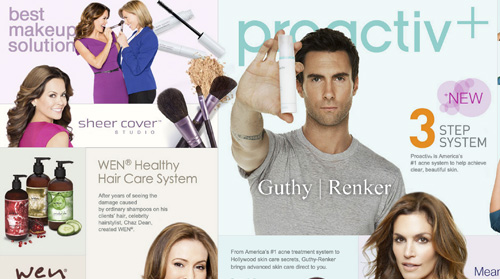 best
makeup
solution
sheer cover™
STUDIO
WEN® Healthy
Hair Care System
After years of seeing the
damage caused
by ordinary shampoos on his
clients' hair, celebrity
hairstylist, Chaz Dean,
created WEN®.
wen
proactiv+
NEW
3 STEP
SYSTEM
Proactiv+ is America's
#1 acne system to help achieve
clear, beautiful skin.
Guthy | Renker
From America's #1 acne treatment system to
Hollywood skin care secrets, Guthy-Renker
brings advanced skin care direct to you.
Mean